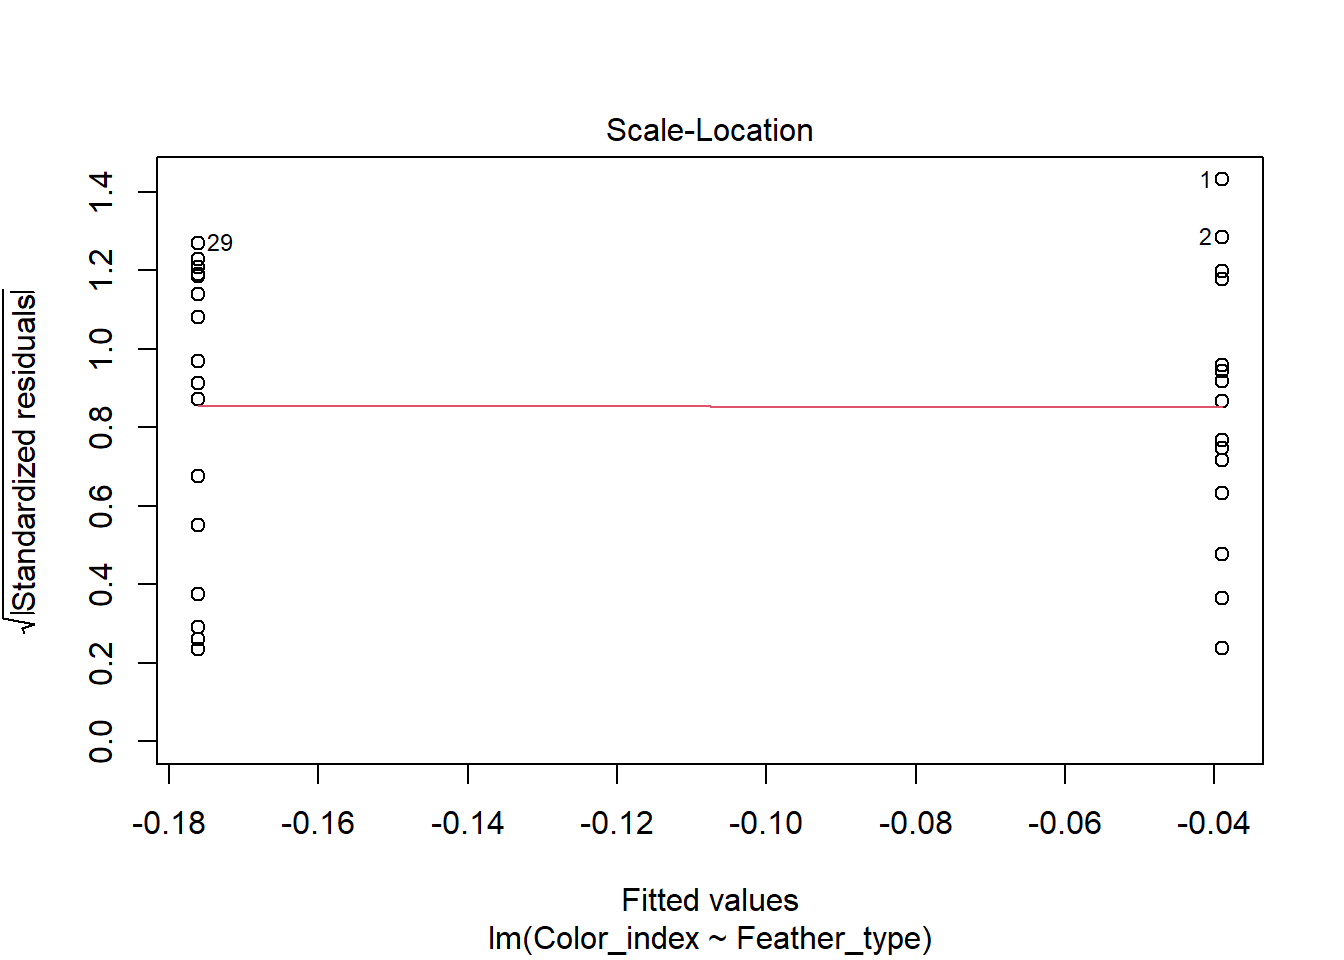 Scale-Location
√|Standardized residuals|
1.4
1.2
1.0
0.8
0.6
0.4
0.2
0.0
1
2
29
-0.18 -0.16 -0.14 -0.12 -0.10 -0.08 -0.06 -0.04
Fitted values
lm(Color_index ~ Feather_type)